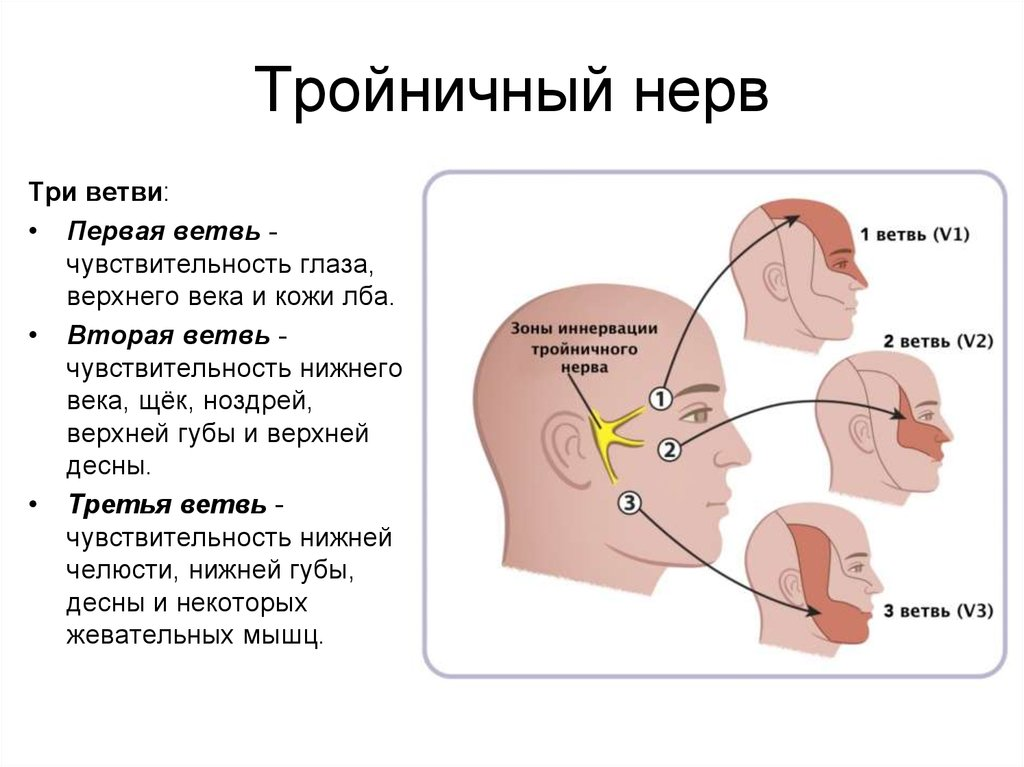 Тройничный нерв
Три ветви:
• Первая ветвь -
чувствительность глаза,
верхнего века и кожи лба.
• Вторая ветвь -
чувствительность нижнего
века, щёк, ноздрей,
верхней губы и верхней
десны.
• Третья ветвь -
чувствительность нижней
челюсти, нижней губы,
десны и некоторых
жевательных мышц.
Зоны иннервации
тройничного
нерва
1
2
3
1 ветвь (V1)
2 ветвь (V2)
3 ветвь (V3)